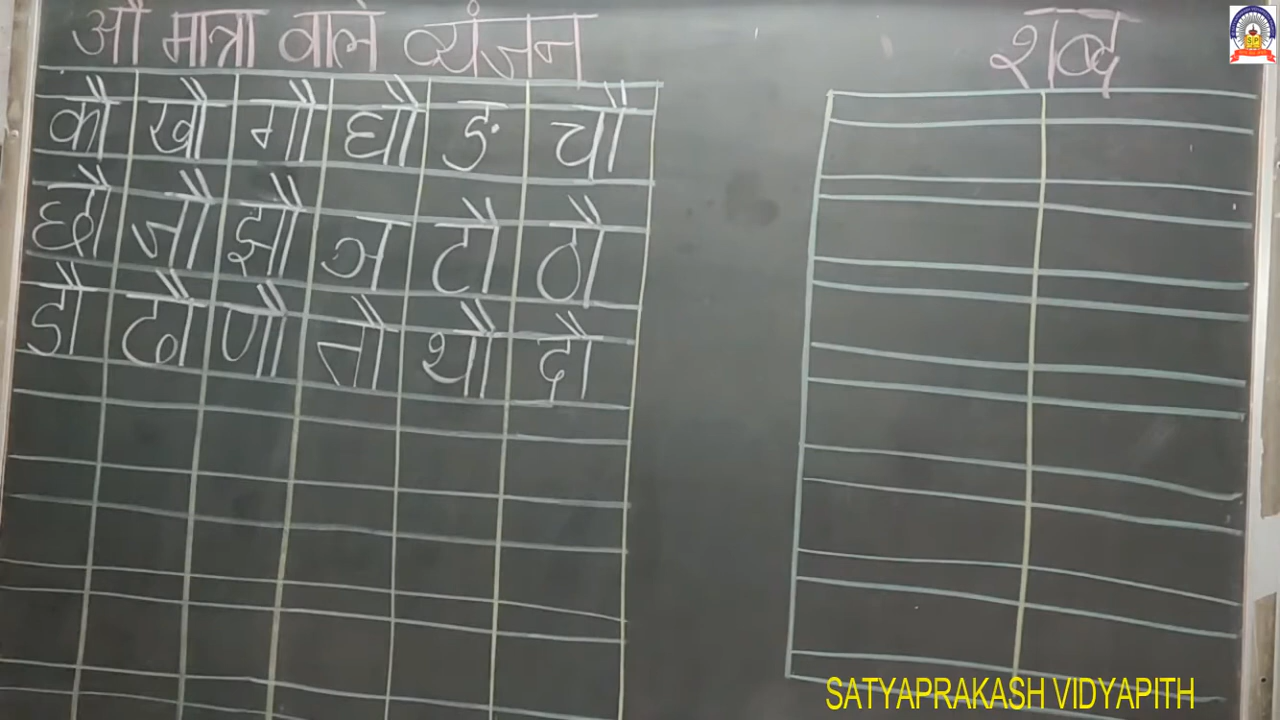 औ मात्रा वाले व्यंजन
शब्द
कौ खौ गौ घौ ङ चौ
छौ जौ झौ ञ टौ ठौ
डौ ढौ णौ तौ थौ दौ
SATYAPRAKASH VIDYAPITH